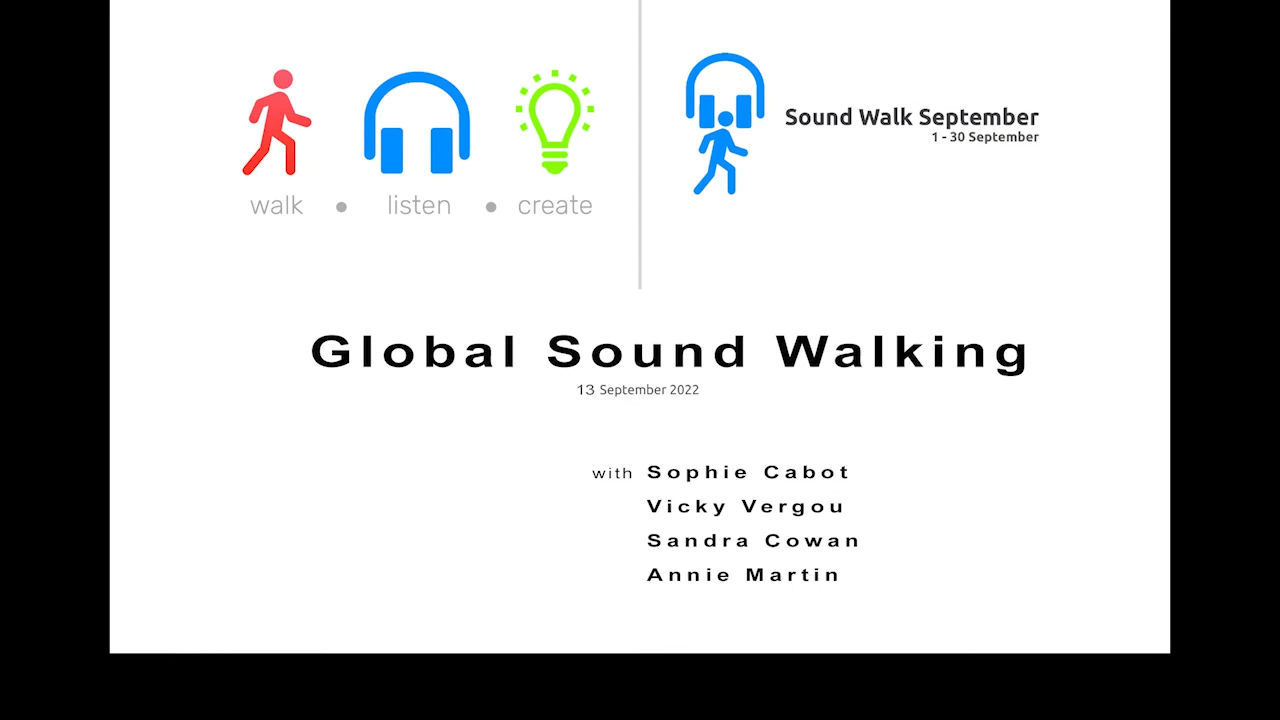 walk • listen • create
Sound Walk September
1 - 30 September
Global Sound Walking
13 September 2022
with Sophie Cabot
Vicky Vergou
Sandra Cowan
Annie Martin